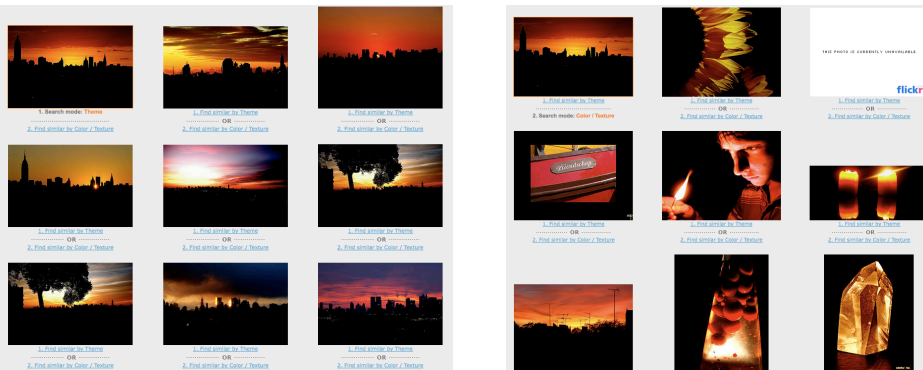 1. Search mode: Theme
2. Find similar by Color / Texture
1. Find similar by Theme
OR
2. Find similar by Color / Texture
1. Find similar by Theme
OR
2. Find similar by Color / Texture
1. Find similar by Theme
OR
2. Find similar by Color / Texture
1. Find similar by Theme
OR
2. Find similar by Color / Texture
1. Find similar by Theme
OR
2. Find similar by Color / Texture
1. Find similar by Theme
OR
2. Find similar by Color / Texture
1. Find similar by Theme
OR
2. Find similar by Color / Texture
1. Find similar by Theme
OR
2. Find similar by Color / Texture
1. Find similar by Theme
2. Search mode: Color / Texture
1. Find similar by Theme
OR
2. Find similar by Color / Texture
THIS PHOTO IS CURRENTLY UNAVAILABLE
flickr
1. Find similar by Theme
OR
2. Find similar by Color / Texture
Friendship
1. Find similar by Theme
OR
2. Find similar by Color / Texture
1. Find similar by Theme
OR
2. Find similar by Color / Texture
1. Find similar by Theme
OR
2. Find similar by Color / Texture